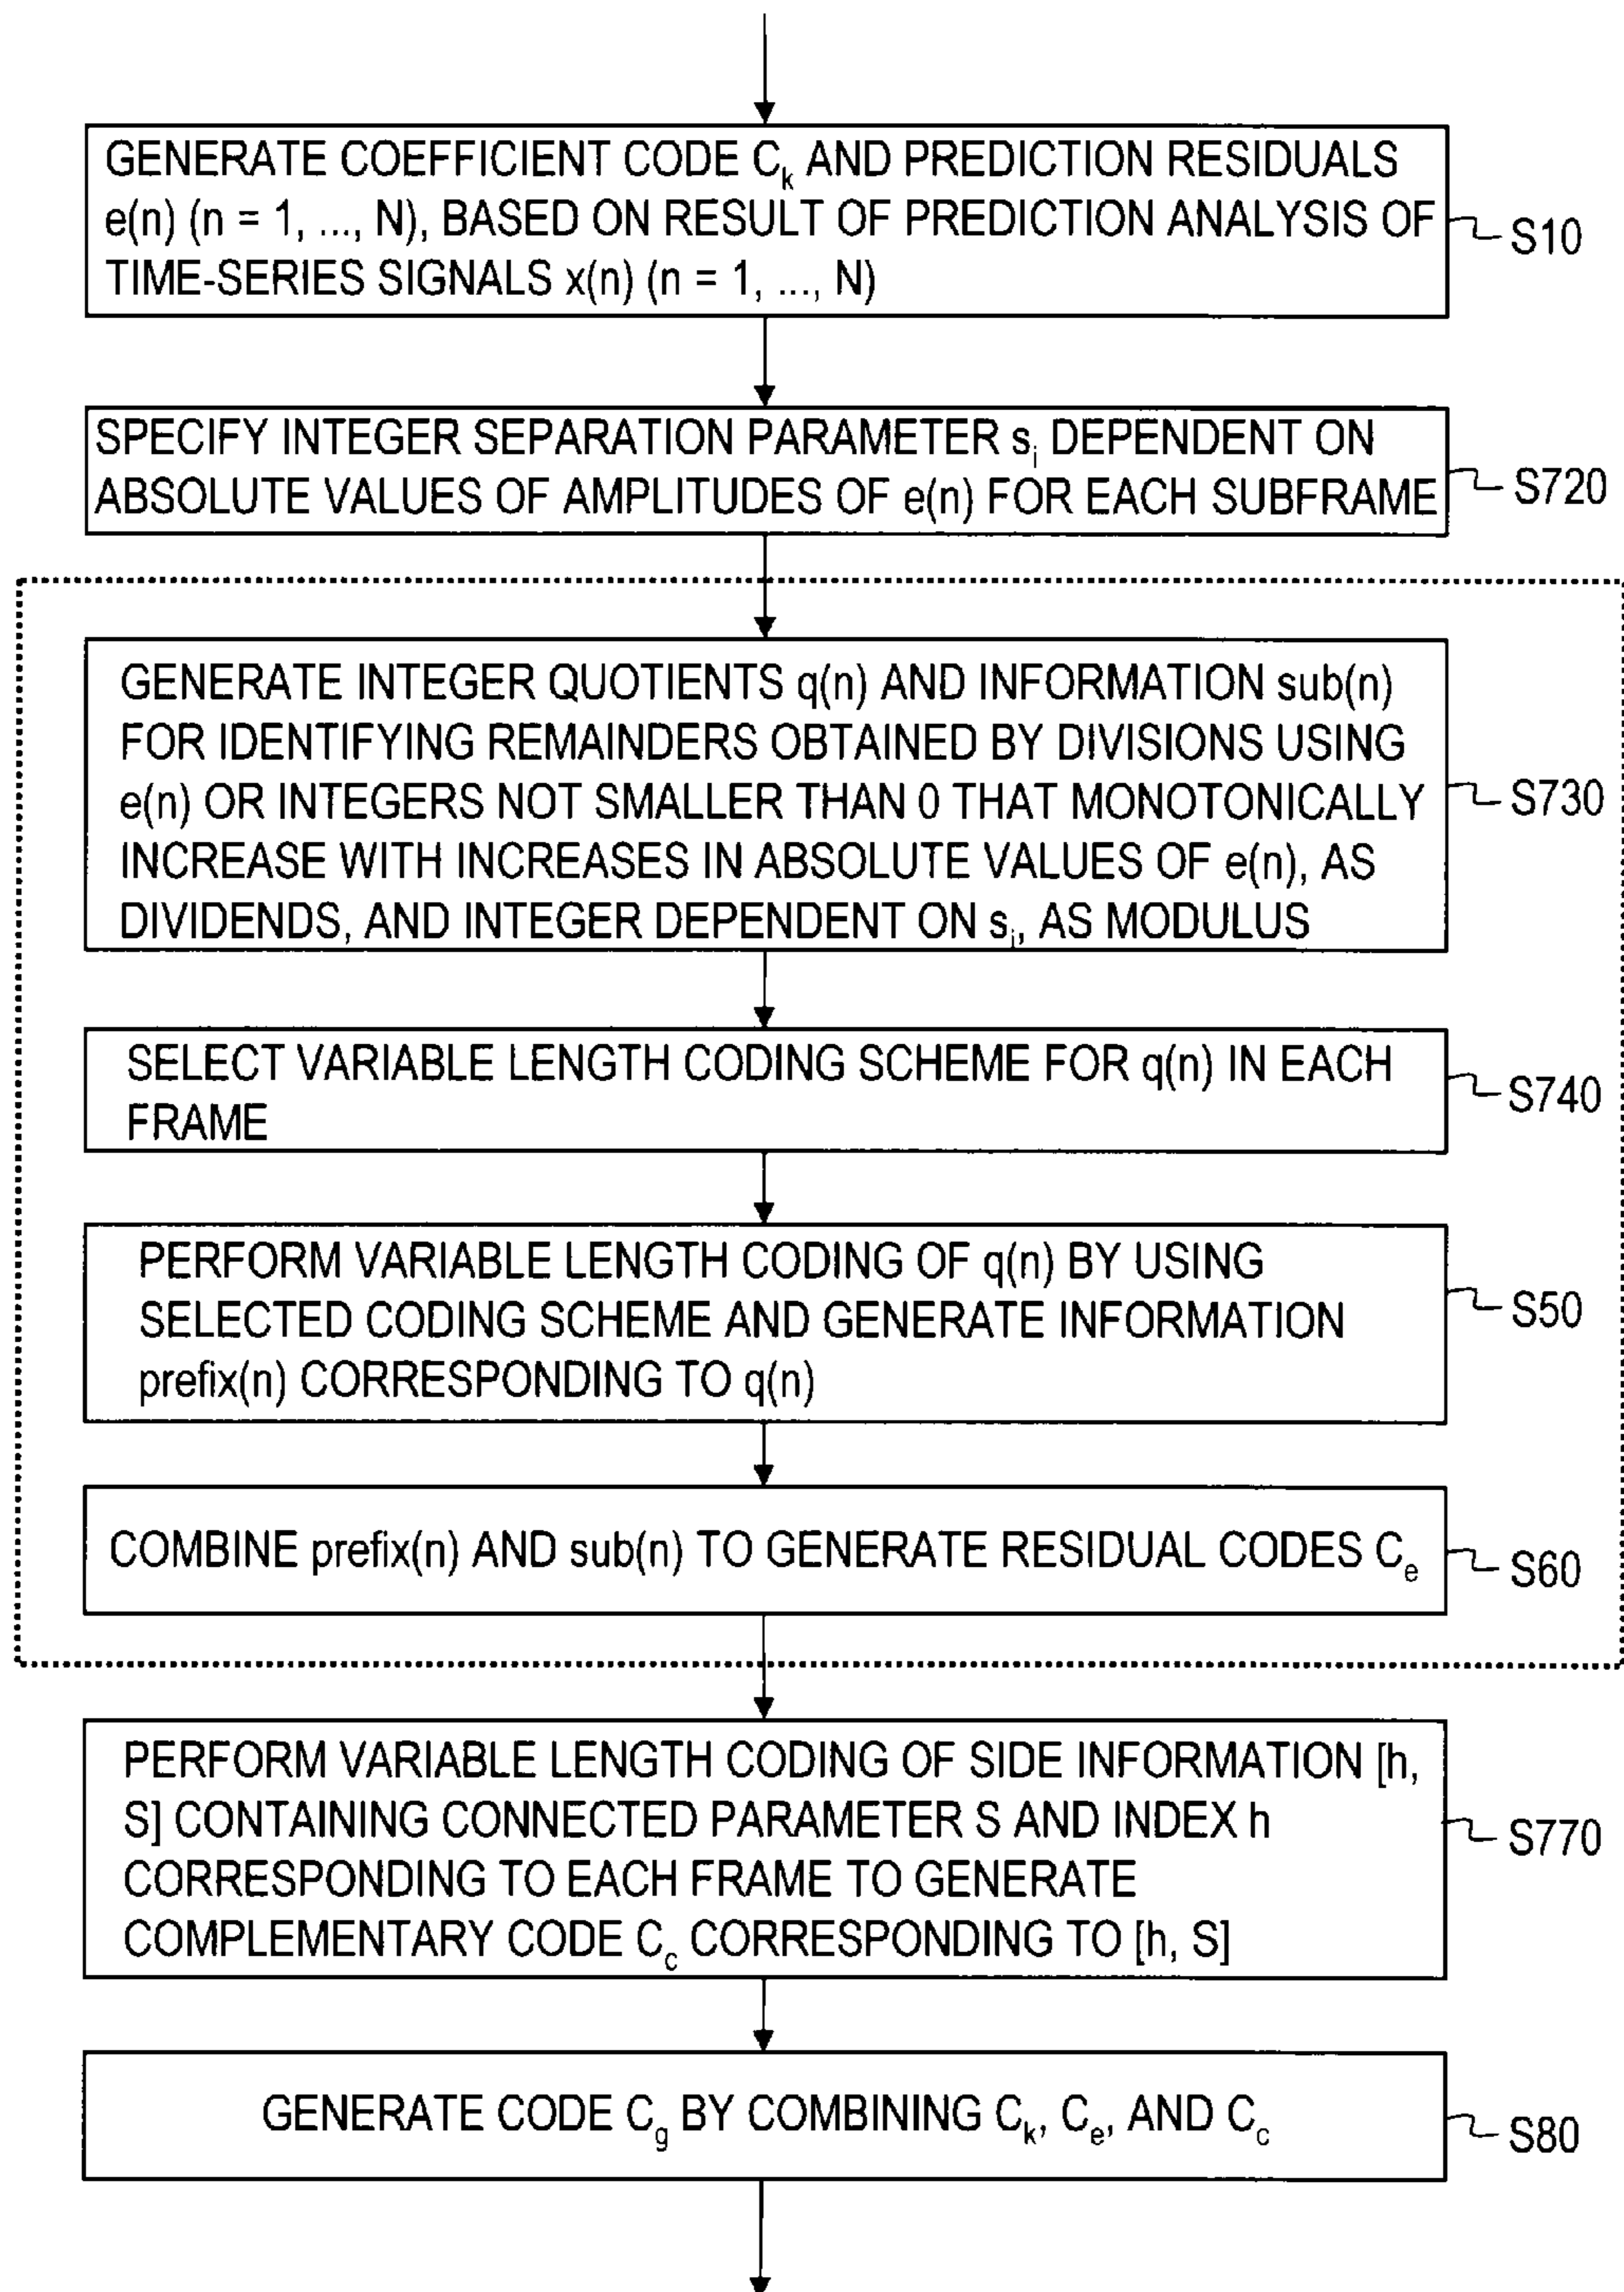 GENERATE COEFFICIENT CODE Cₖ AND PREDICTION RESIDUALS
e(n) (n = 1, ..., N), BASED ON RESULT OF PREDICTION ANALYSIS OF
TIME-SERIES SIGNALS x(n) (n = 1, ..., N)
S10
SPECIFY INTEGER SEPARATION PARAMETER sᵢ DEPENDENT ON
ABSOLUTE VALUES OF AMPLITUDES OF e(n) FOR EACH SUBFRAME
S720
GENERATE INTEGER QUOTIENTS q(n) AND INFORMATION sub(n)
FOR IDENTIFYING REMAINDERS OBTAINED BY DIVISIONS USING
e(n) OR INTEGERS NOT SMALLER THAN 0 THAT MONOTONICALLY
INCREASE WITH INCREASES IN ABSOLUTE VALUES OF e(n), AS
DIVIDENDS, AND INTEGER DEPENDENT ON sᵢ, AS MODULUS
S730
SELECT VARIABLE LENGTH CODING SCHEME FOR q(n) IN EACH
FRAME
S740
PERFORM VARIABLE LENGTH CODING OF q(n) BY USING
SELECTED CODING SCHEME AND GENERATE INFORMATION
prefix(n) CORRESPONDING TO q(n)
S50
COMBINE prefix(n) AND sub(n) TO GENERATE RESIDUAL CODES Cₑ
S60
PERFORM VARIABLE LENGTH CODING OF SIDE INFORMATION [h,
S] CONTAINING CONNECTED PARAMETER S AND INDEX h
CORRESPONDING TO EACH FRAME TO GENERATE
COMPLEMENTARY CODE C_c CORRESPONDING TO [h, S]
S770
GENERATE CODE C_g BY COMBINING Cₖ, Cₑ, AND C_c
S80